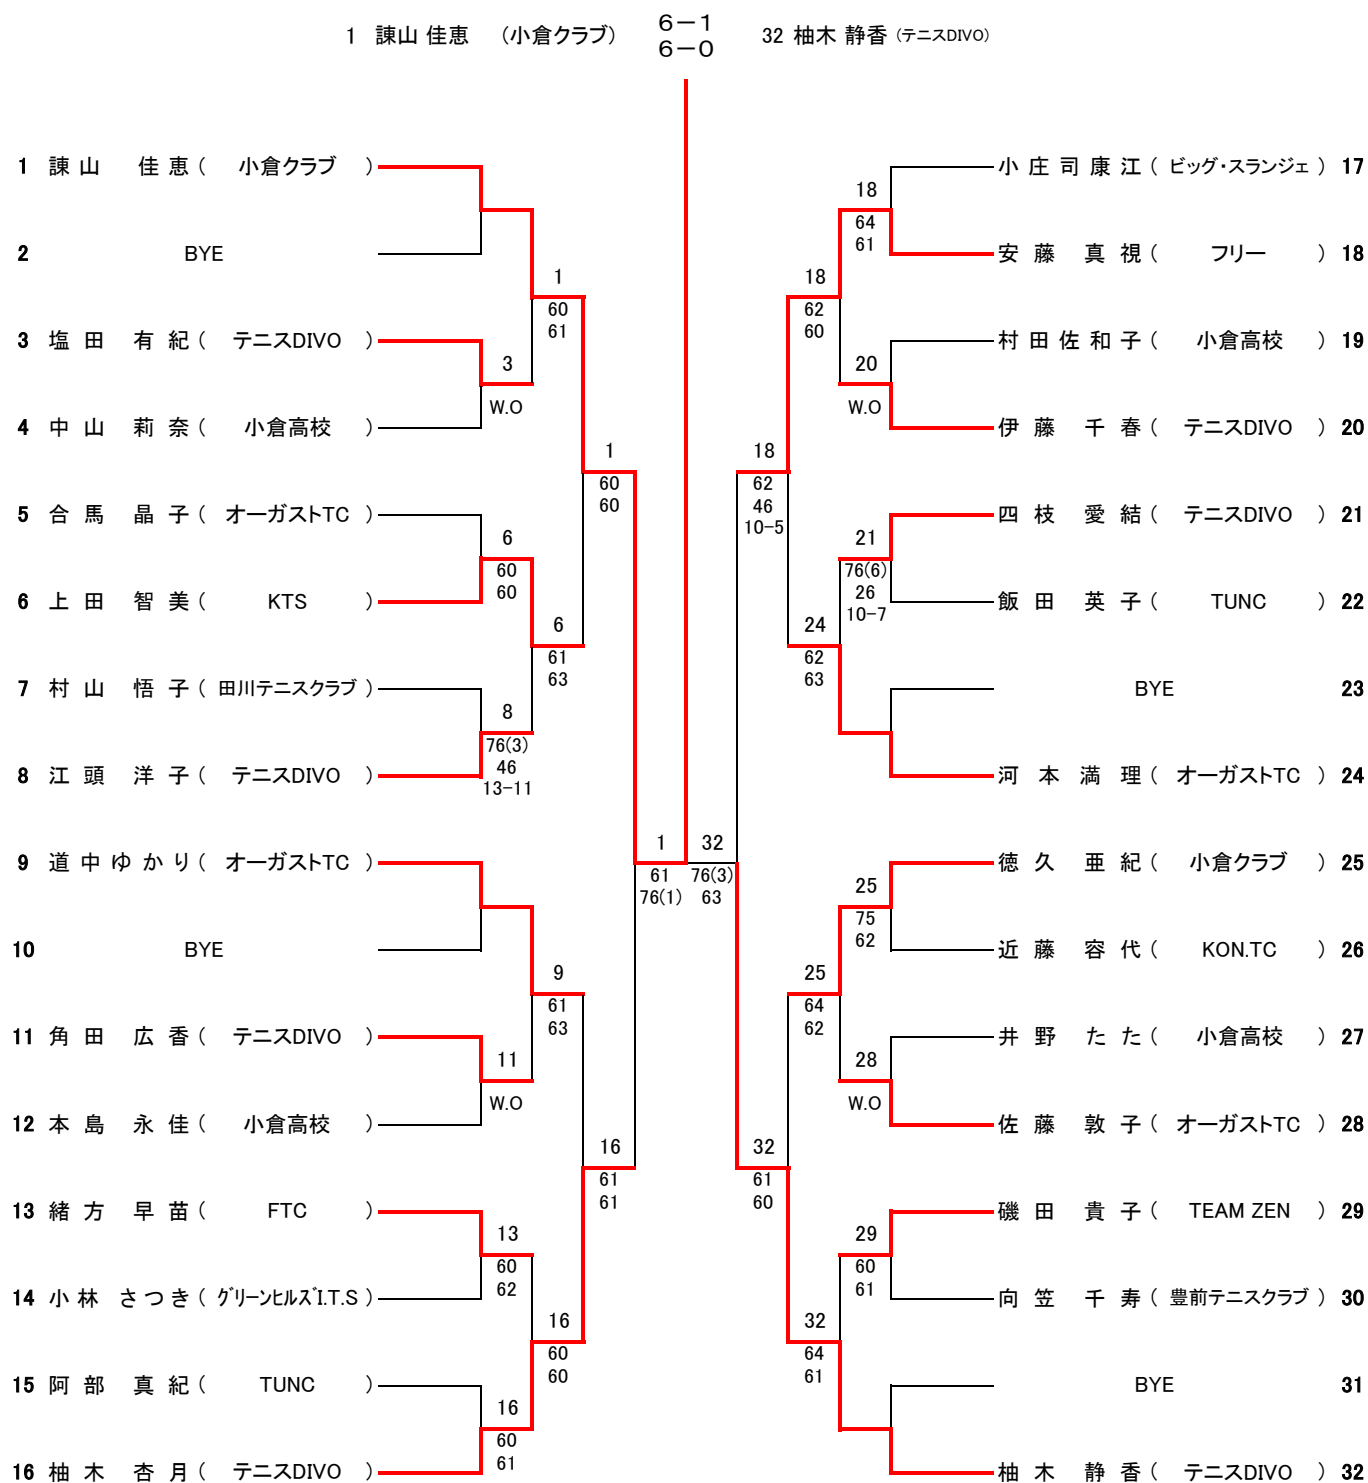 1 諌山 佳恵 （小倉クラブ） 6－1 32 柚木 静香 （テニスDIVO）
6－0
1 諌山 佳恵（ 小倉クラブ ）
2 BYE
1
60
61
3 塩田 有紀（ テニスDIVO ）
3
W.O
4 中山 莉奈（ 小倉高校 ）
1
60
60
5 合馬 晶子（ オーガストTC ）
6
60
60
6 上田 智美（ KTS ）
6
61
63
7 村山 悟子（ 田川テニスクラブ ）
8
76(3)
46
13-11
8 江頭 洋子（ テニスDIVO ）
1
61
76(1)
9 道中ゆかり（ オーガストTC ）
10 BYE
9
61
63
11 角田 広香（ テニスDIVO ）
11
W.O
12 本島 永佳（ 小倉高校 ）
16
61
61
13 緒方 早苗（ FTC ）
13
60
62
14 小林 さつき（ グリーンヒルズI.T.S ）
16
60
60
15 阿部 真紀（ TUNC ）
16
60
61
16 柚木 杏月（ テニスDIVO ）
小庄司康江（ ビッグ・スランジェ ） 17
18
64
61
安藤 真視（ フリー ） 18
18
62
60
村田佐和子（ 小倉高校 ） 19
20
W.O
伊藤 千春（ テニスDIVO ） 20
18
62
46
10-5
四枝 愛結（ テニスDIVO ） 21
21
76(6)
26
10-7
飯田 英子（ TUNC ） 22
24
62
63
BYE 23
河本 満理（ オーガストTC ） 24
32
76(3)
63
徳久 亜紀（ 小倉クラブ ） 25
25
75
62
近藤 容代（ KON.TC ） 26
25
64
62
井野 たた（ 小倉高校 ） 27
28
W.O
佐藤 敦子（ オーガストTC ） 28
32
61
60
磯田 貴子（ TEAM ZEN ） 29
29
60
61
向笠 千寿（ 豊前テニスクラブ ） 30
32
64
61
BYE 31
柚木 静香（ テニスDIVO ） 32